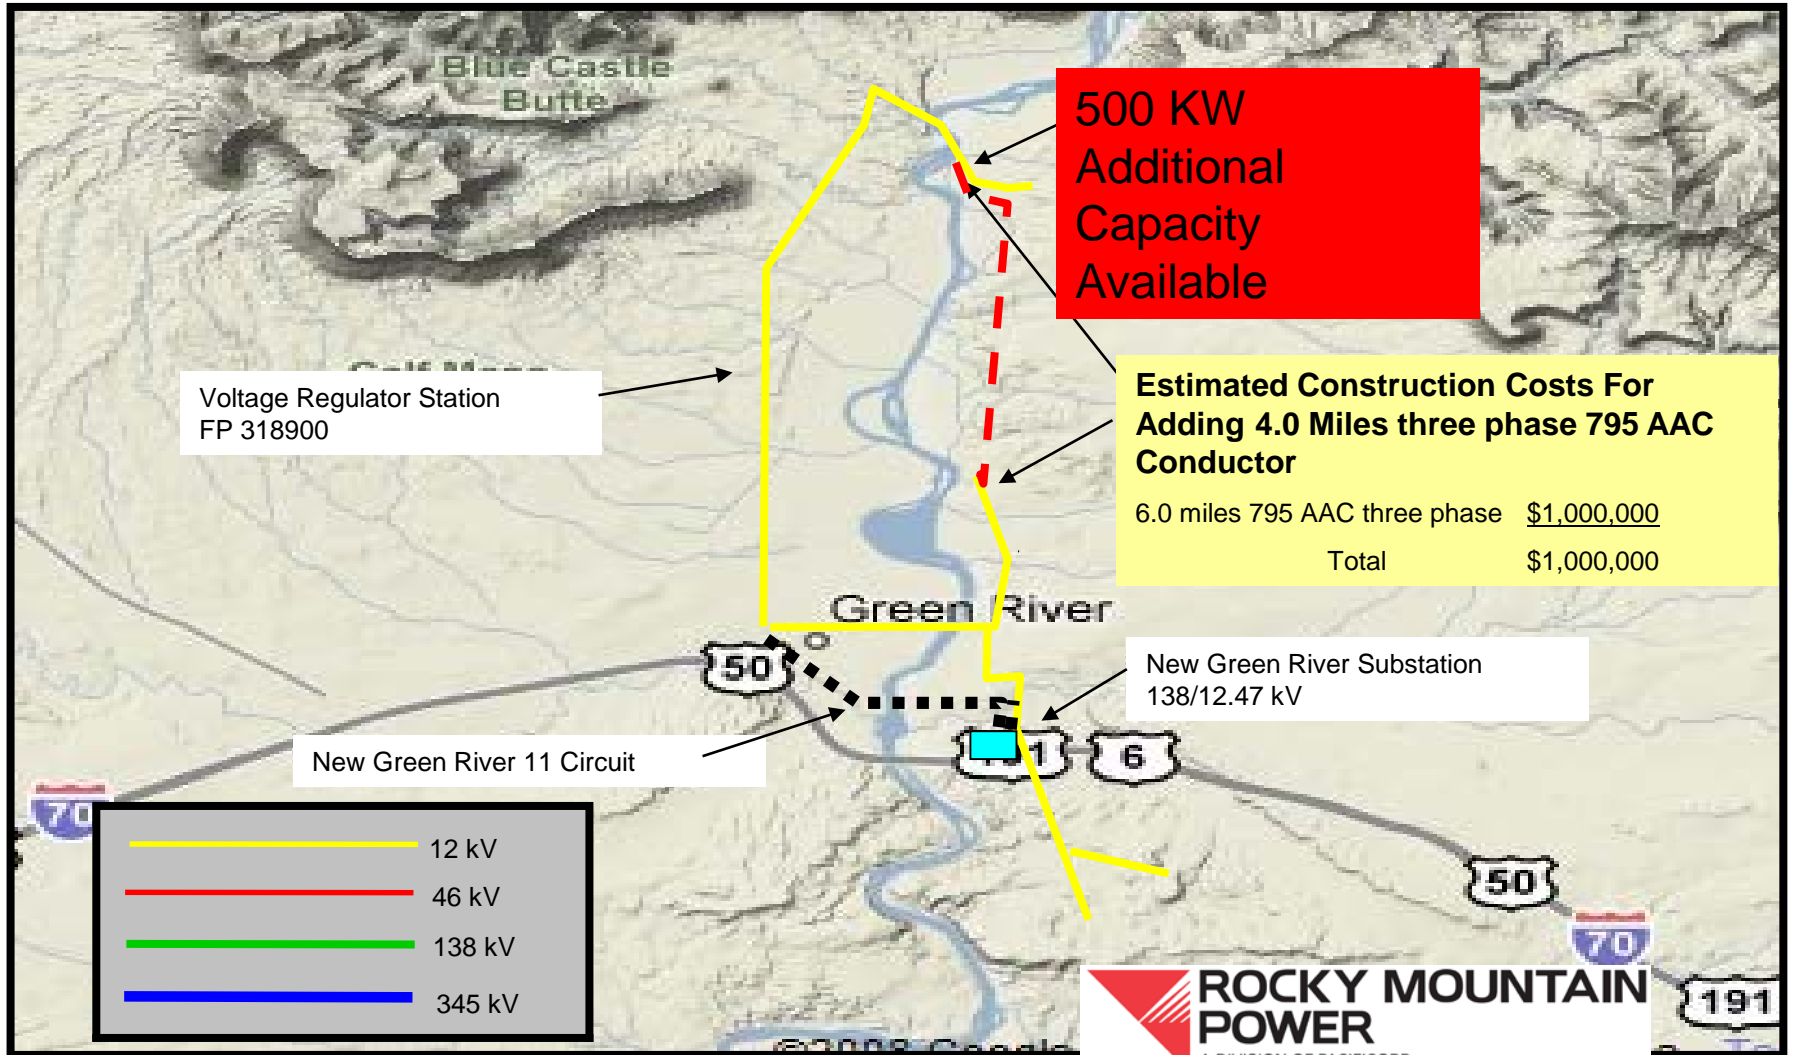 Blue Castle
Butte
500 KW
Additional
Capacity
Available
Voltage Regulator Station
FP 318900
Estimated Construction Costs For
Adding 4.0 Miles three phase 795 AAC
Conductor
6.0 miles 795 AAC three phase $1,000,000
Total $1,000,000
Green River
50
New Green River Substation
138/12.47 kV
New Green River 11 Circuit
6
70
12 kV
46 kV
138 kV
345 kV
50
70
191
ROCKY MOUNTAIN
POWER